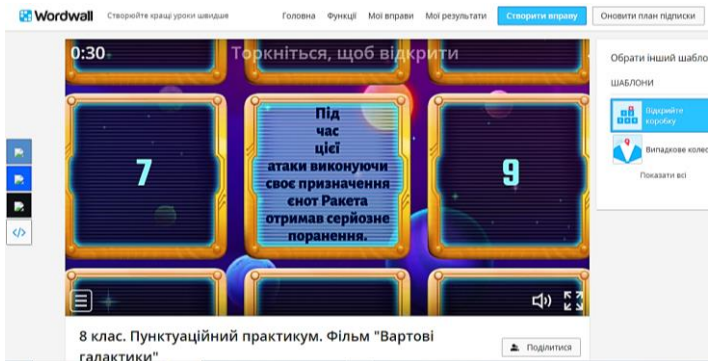 Wordwall Створюйте кращі уроки швидше Головна Функції Мої вправи Мої результати Створити вправу Оновити план підписки
0:30 Торкніться, щоб відкрити
7
Під
час
цієї
атаки виконуючи
своє призначення
єнот Ракета
отримав серйозне
поранення.
9
</>
8 клас. Пунктуаційний практикум. Фільм "Вартові
галактики"
Поділитися
Обрати інший шабло
ШАБЛОНИ
Відкрийте
коробку
Випадкове колес
Показати всі